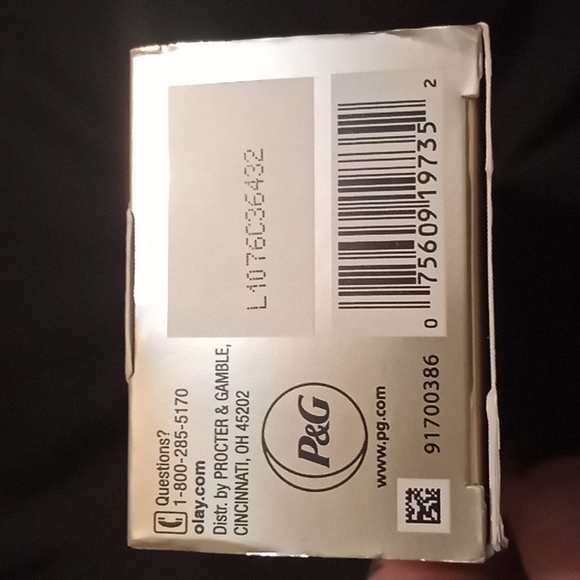 L1076C36432
0 75609 19735 2
Questions?
1-800-285-5170
olay.com
Distr. by PROCTER & GAMBLE,
CINCINNATI, OH 45202
P&G
www.pg.com
91700386